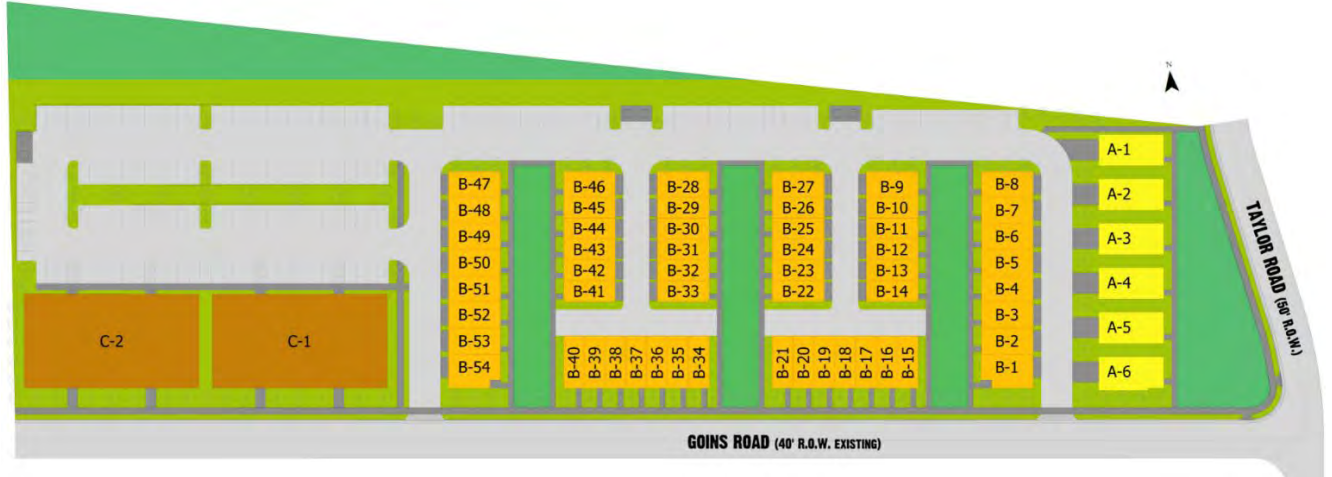 N
A-1
A-2
A-3
A-4
A-5
A-6
TAYLOR ROAD (50' R.O.W.)
B-47
B-48
B-49
B-50
B-51
B-52
B-53
B-54
B-46
B-45
B-44
B-43
B-42
B-41
B-28
B-29
B-30
B-31
B-32
B-33
B-40
B-39
B-38
B-37
B-36
B-35
B-34
B-27
B-26
B-25
B-24
B-23
B-22
B-9
B-10
B-11
B-12
B-13
B-14
B-21
B-20
B-19
B-18
B-17
B-16
B-15
B-8
B-7
B-6
B-5
B-4
B-3
B-2
B-1
C-2
C-1
GOINS ROAD (40' R.O.W. EXISTING)